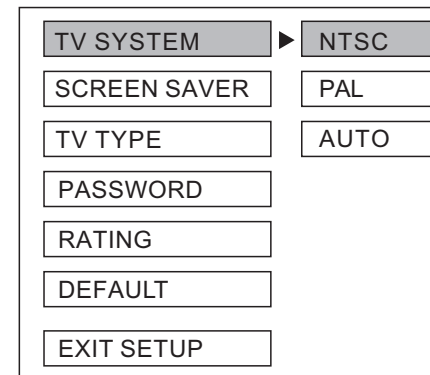 TV SYSTEM NTSC
SCREEN SAVER PAL
TV TYPE AUTO
PASSWORD
RATING
DEFAULT
EXIT SETUP